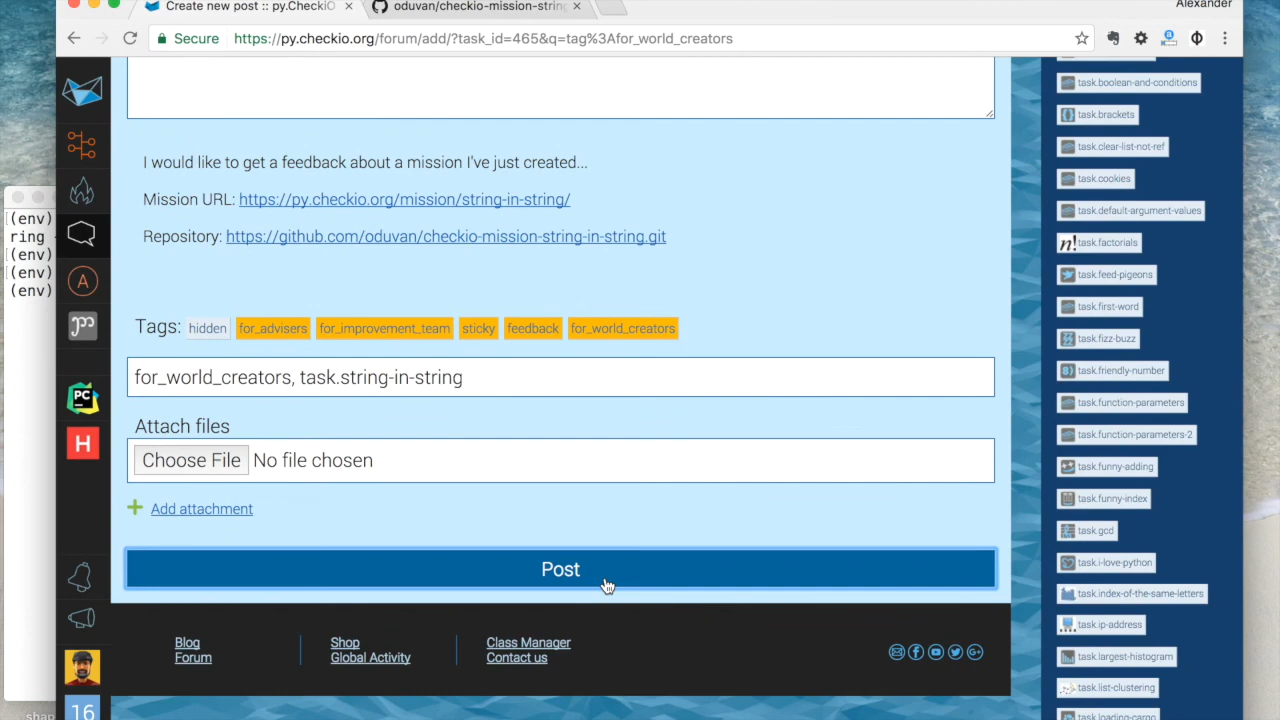 Create new post :: py.CheckiO
oduvan/checkio-mission-string
Alexander
Secure
https://py.checkio.org/forum/add/?task_id=465&q=tag%3Afor_world_creators
(env)
ring
(env)
(env)
(env)
I would like to get a feedback about a mission I've just created...
Mission URL: https://py.checkio.org/mission/string-in-string/
Repository: https://github.com/oduvan/checkio-mission-string-in-string.git
Tags: hidden for_advisers for_improvement_team sticky feedback for_world_creators
for_world_creators, task.string-in-string
Attach files
Choose File No file chosen
+ Add attachment
Post
Blog
Forum
Shop
Global Activity
Class Manager
Contact us
A
py
PC
H
16
shap
task.boolean-and-conditions
task.brackets
task.clear-list-not-ref
task.cookies
task.default-argument-values
n! task.factorials
task.feed-pigeons
task.first-word
task.fizz-buzz
task.friendly-number
task.function-parameters
task.function-parameters-2
task.funny-adding
task.funny-index
task.gcd
task.i-love-python
task.index-of-the-same-letters
task.ip-address
task.largest-histogram
task.list-clustering
task.loading-cargo